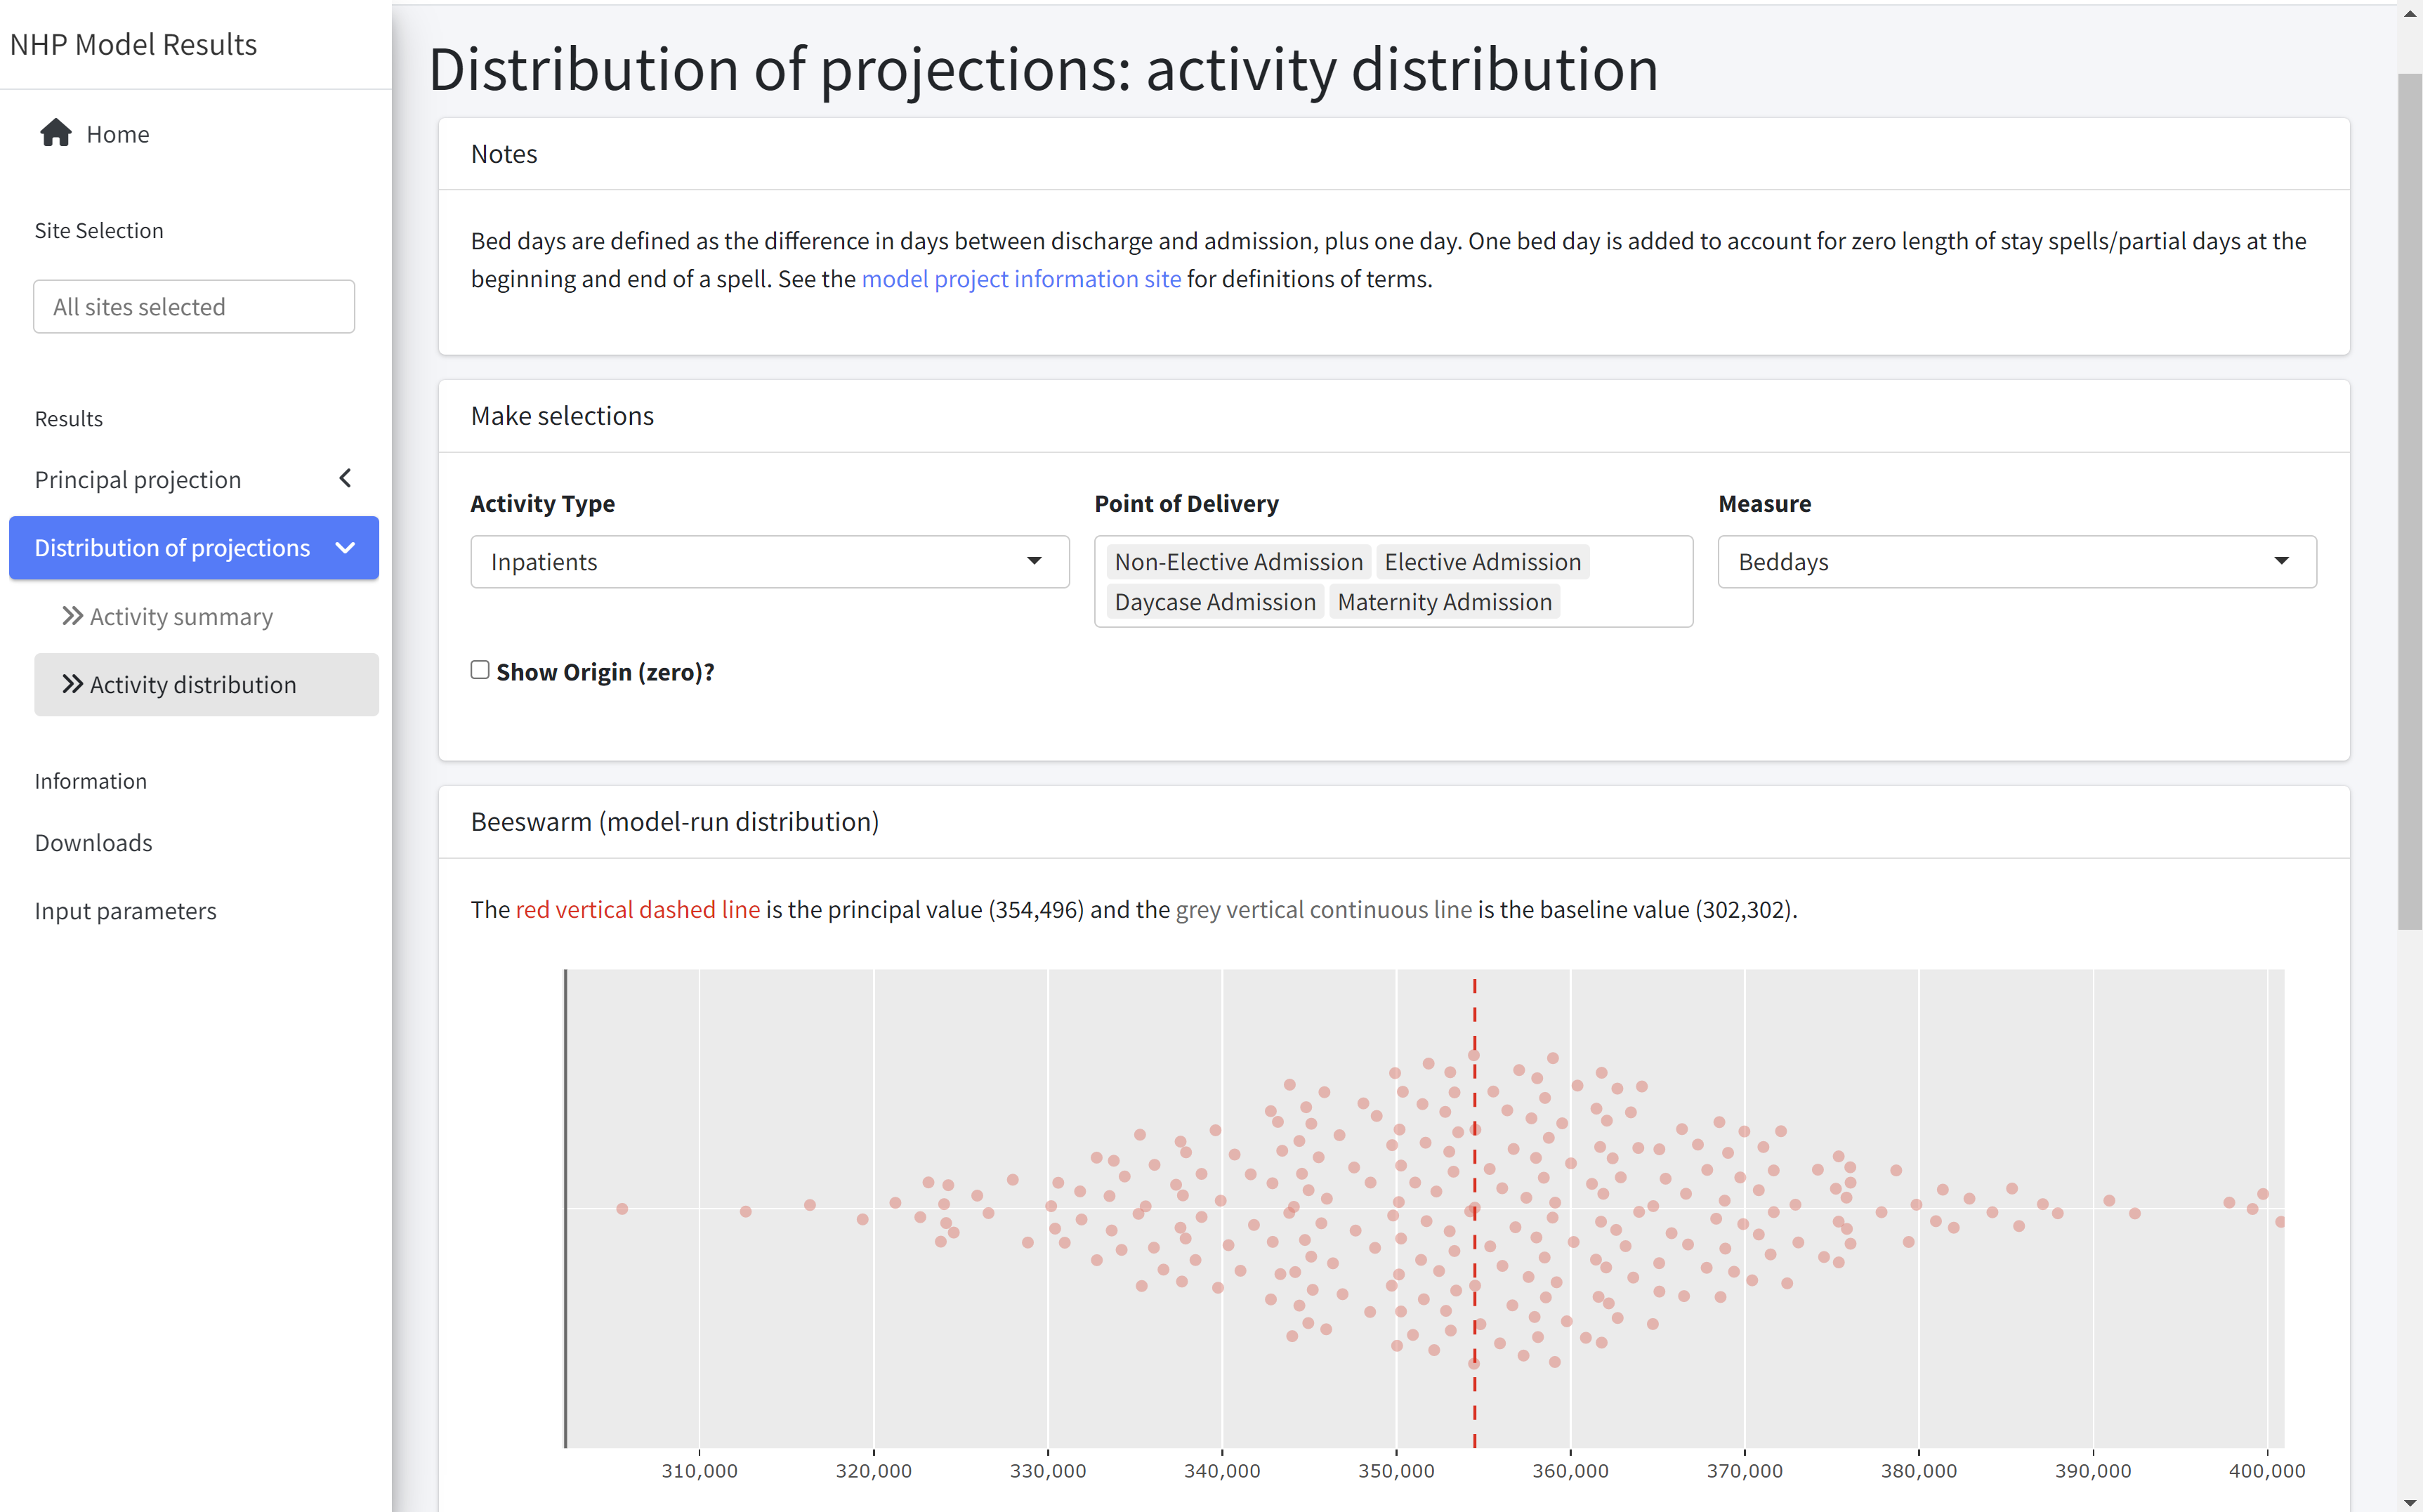 NHP Model Results
Home
Site Selection
All sites selected
Results
Principal projection
Distribution of projections
Activity summary
Activity distribution
Information
Downloads
Input parameters
Distribution of projections: activity distribution
Notes
Bed days are defined as the difference in days between discharge and admission, plus one day. One bed day is added to account for zero length of stay spells/partial days at the
beginning and end of a spell. See the model project information site for definitions of terms.
Make selections
Activity Type
Inpatients
Point of Delivery
Non-Elective Admission Elective Admission
Daycase Admission Maternity Admission
Measure
Beddays
Show Origin (zero)?
Beeswarm (model-run distribution)
The red vertical dashed line is the principal value (354,496) and the grey vertical continuous line is the baseline value (302,302).
310,000 320,000 330,000 340,000 350,000 360,000 370,000 380,000 390,000 400,000